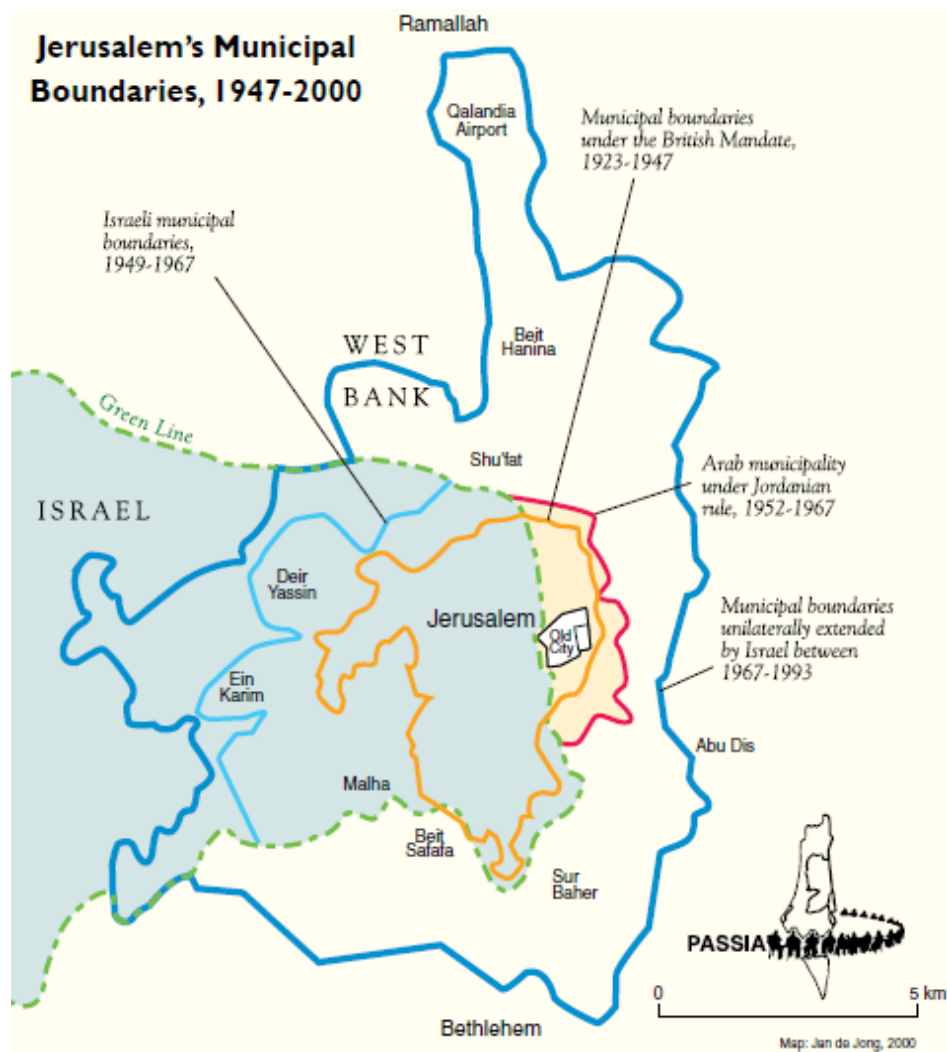 Jerusalem's Municipal
Boundaries, 1947-2000
Ramallah
Qalandia
Airport
Municipal boundaries
under the British Mandate,
1923-1947
Israeli municipal
boundaries,
1949-1967
Beit
Hanina
WEST
BANK
Green Line
Shu'fat
Arab municipality
under Jordanian
rule, 1952-1967
ISRAEL
Deir
Yassin
Jerusalem
Old
City
Municipal boundaries
unilaterally extended
by Israel between
1967-1993
Ein
Karim
Abu Dis
Malha
Beit
Safafa
Sur
Baher
PASSIA
0
5 km
Bethlehem
Map: Jan de Jong, 2000